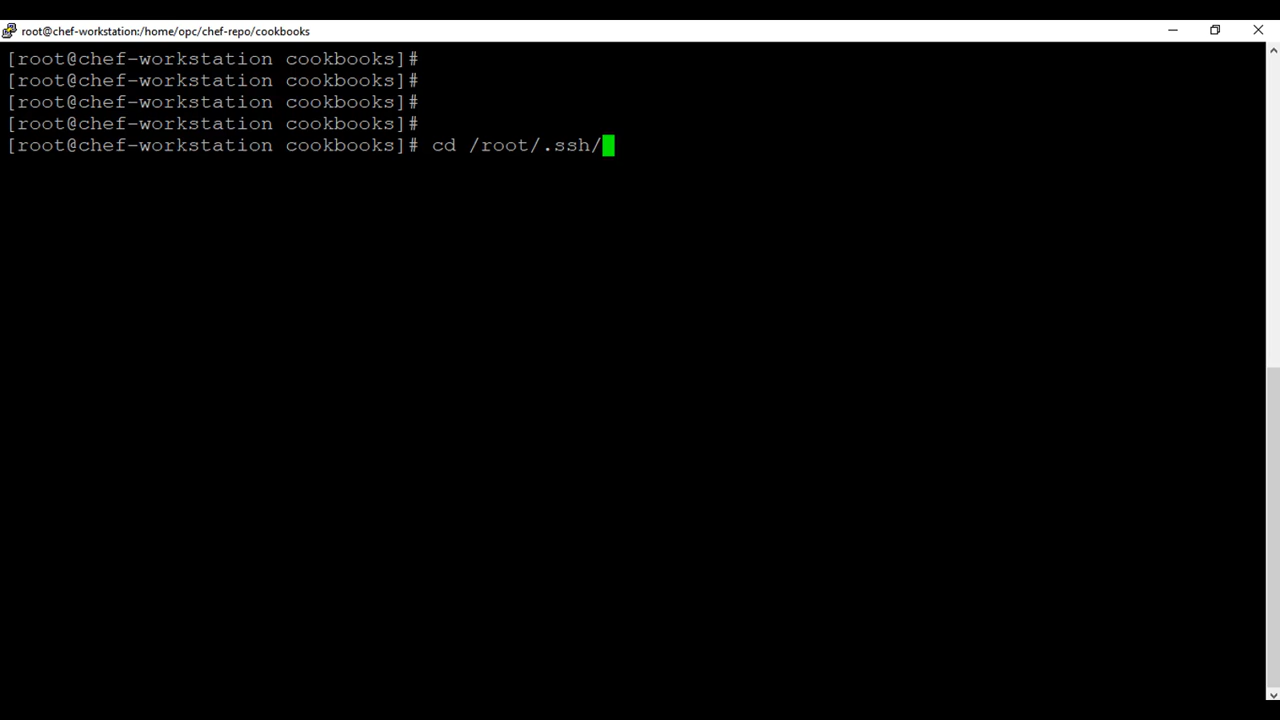 root@chef-workstation:/home/opc/chef-repo/cookbooks
[root@chef-workstation cookbooks]#
[root@chef-workstation cookbooks]#
[root@chef-workstation cookbooks]#
[root@chef-workstation cookbooks]#
[root@chef-workstation cookbooks]# cd /root/.ssh/